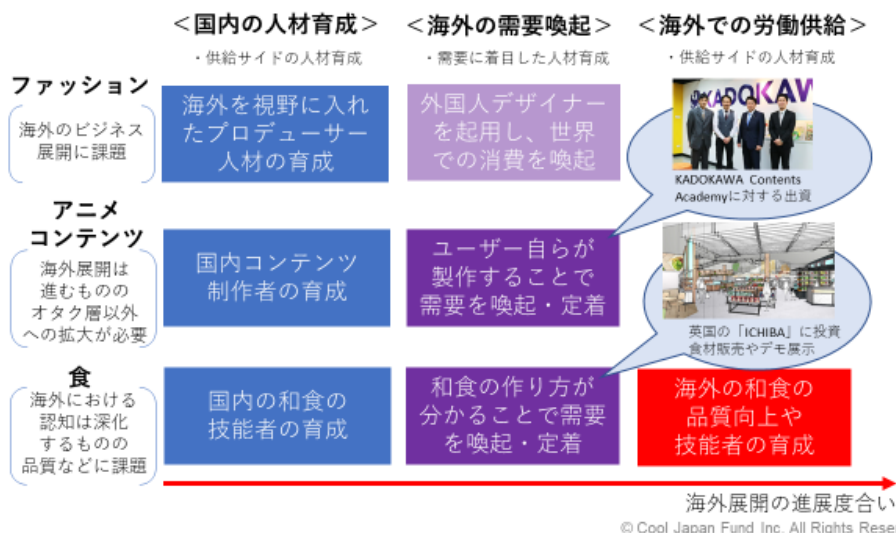 ＜国内の人材育成＞
・供給サイドの人材育成
＜海外の需要喚起＞
・需要に着目した人材育成
＜海外での労働供給＞
・供給サイドの人材育成
ファッション
海外のビジネス
展開に課題
海外を視野に入れ
たプロデューサー
人材の育成
外国人デザイナー
を起用し、世界
での消費を喚起
KADOKAW
KADOKAWA Contents
Academyに対する出資
アニメ
コンテンツ
海外展開は
進むものの
オタク層以外
への拡大が必要
国内コンテンツ
制作者の育成
ユーザー自らが
製作することで
需要を喚起・定着
英国の「ICHIBA」に投資
食材販売やデモ展示
食
海外における
認知は深化
するものの
品質などに課題
国内の和食の
技能者の育成
和食の作り方が
分かることで需要
を喚起・定着
海外の和食の
品質向上や
技能者の育成
海外展開の進展度合い
© Cool Japan Fund Inc. All Rights Rese